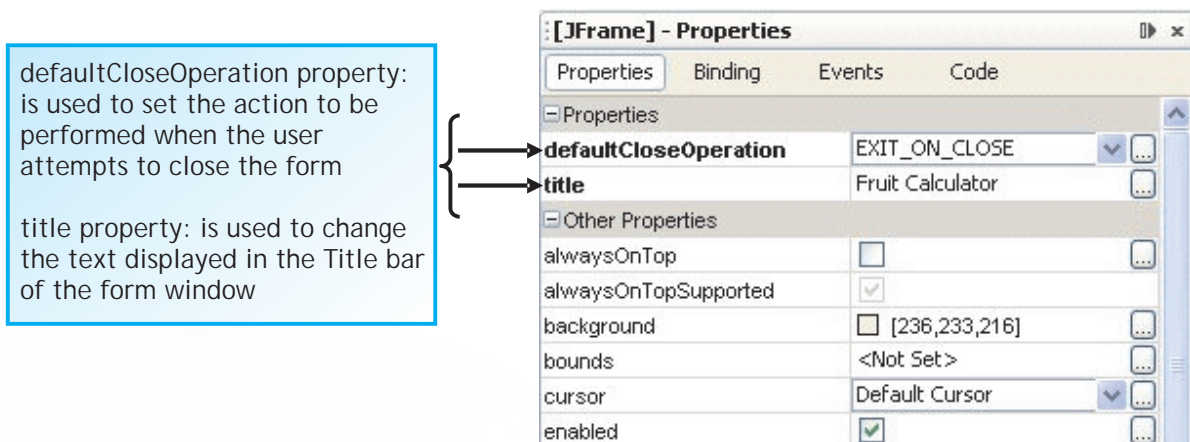 defaultCloseOperation property:
is used to set the action to be
performed when the user
attempts to close the form
title property: is used to change
the text displayed in the Title bar
of the form window
[JFrame] - Properties
Properties Binding Events Code
Properties
defaultCloseOperation EXIT_ON_CLOSE ...
title Fruit Calculator ...
Other Properties
alwaysOnTop ...
alwaysOnTopSupported
background [236,233,216] ...
bounds <Not Set> ...
cursor Default Cursor ...
enabled ...